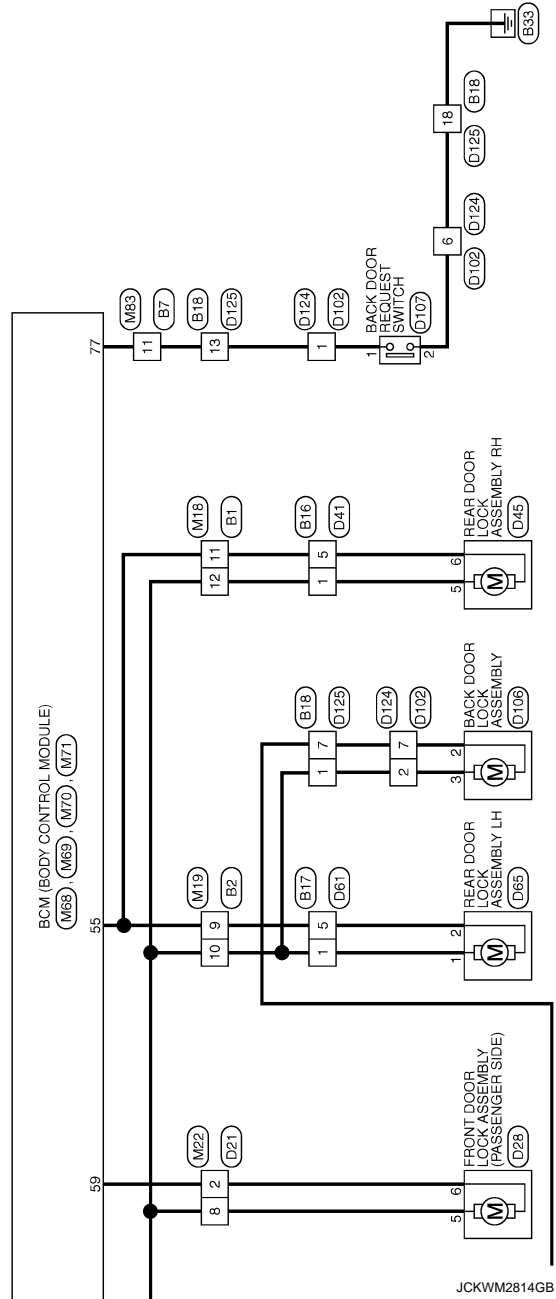 BCM (BODY CONTROL MODULE)
M68 , M69 , M70 , M71
59
55
77
M22
D21
8
2
5
6
FRONT DOOR
LOCK ASSEMBLY
(PASSENGER SIDE)
D28
M19
B2
10
9
B17
D61
1
5
1
2
REAR DOOR
LOCK
ASSEMBLY LH
D65
B18
D125
1
7
D124
D102
2
7
3
2
BACK DOOR
LOCK
ASSEMBLY
D106
M18
B1
12
11
B16
D41
1
5
5
6
REAR DOOR
LOCK
ASSEMBLY RH
D45
M83
B7
11
B18
D125
13
D124
D102
1
BACK DOOR
REQUEST
SWITCH
D107
1
2
D124
D102
6
B18
D125
18
B33
M
M
M
M
JCKWM2814GB